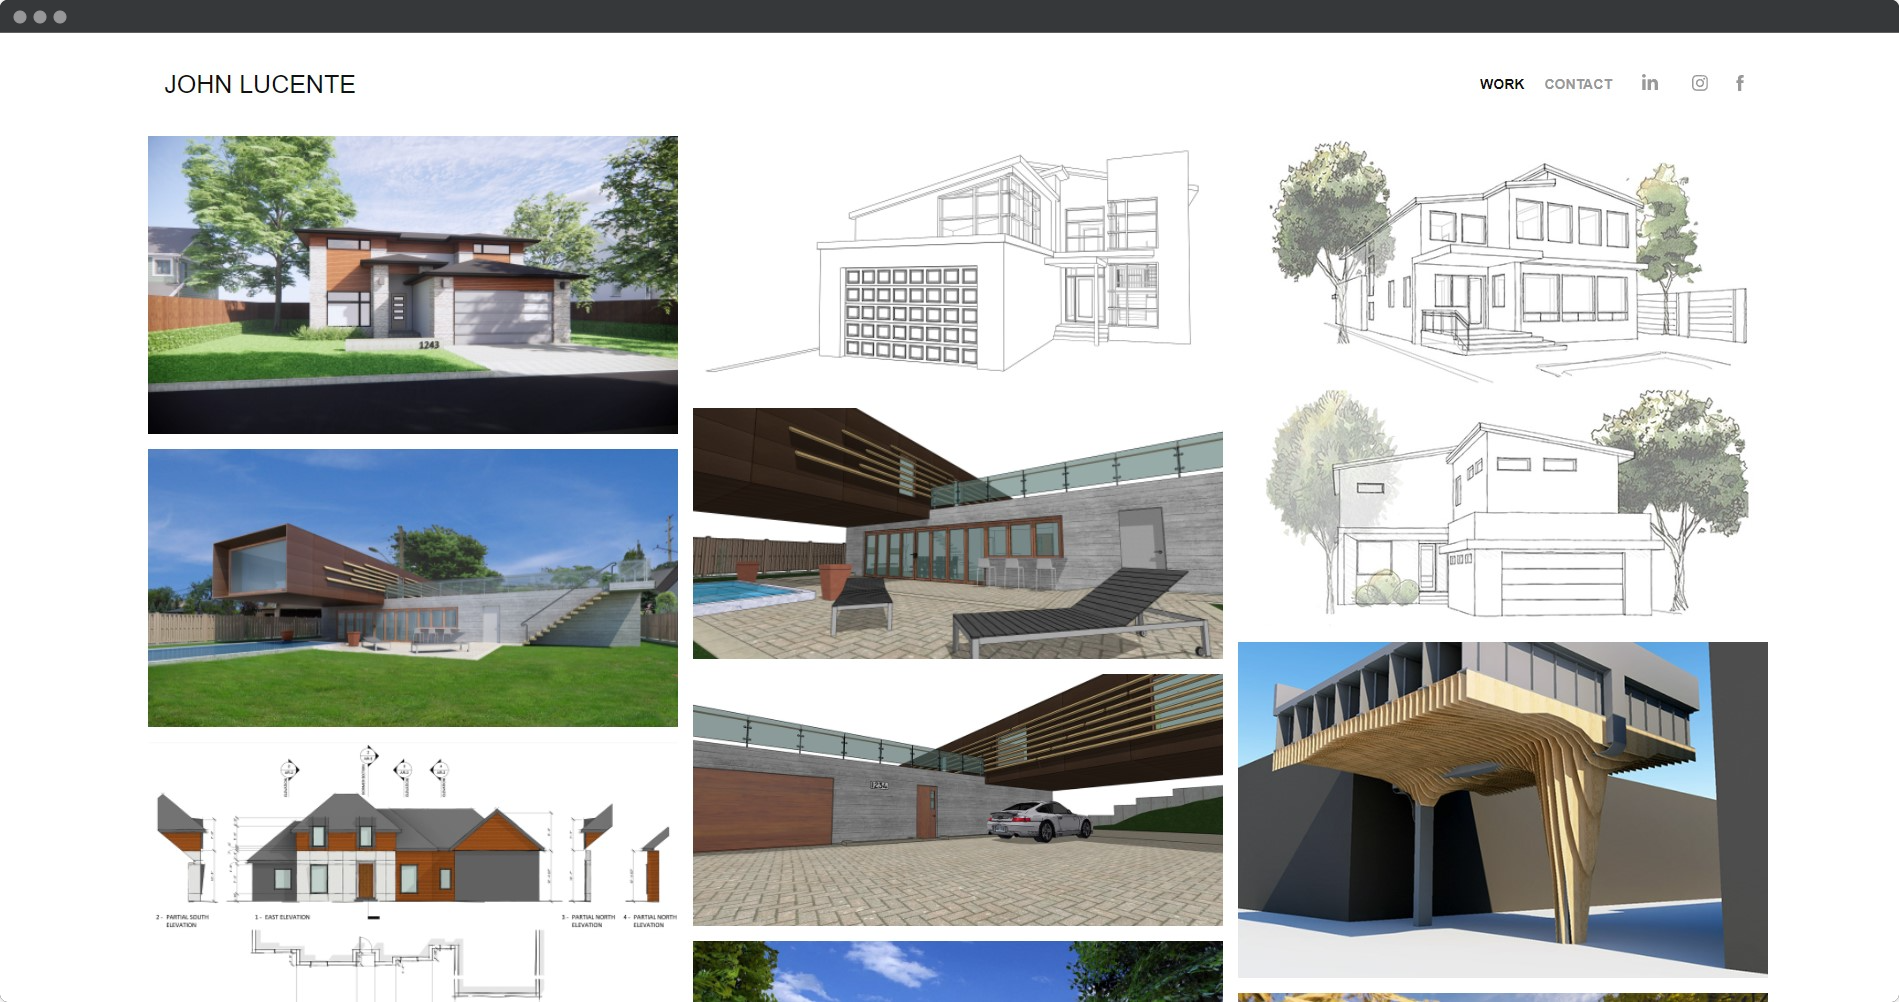 JOHN LUCENTE
WORK CONTACT
1243
1234
2 - PARTIAL SOUTH ELEVATION
1 - EAST ELEVATION
3 - PARTIAL NORTH ELEVATION
4 - PARTIAL NORTH ELEVATION